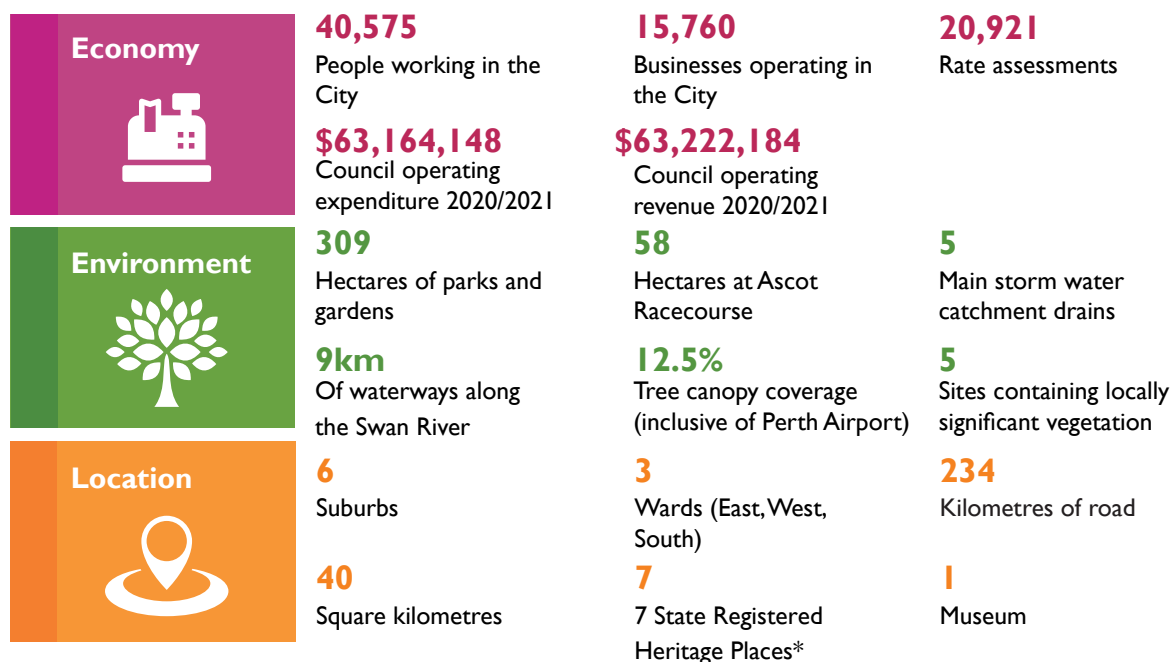 Economy
40,575
People working in the
City
15,760
Businesses operating in
the City
20,921
Rate assessments
$63,164,148
Council operating
expenditure 2020/2021
$63,222,184
Council operating
revenue 2020/2021
Environment
309
Hectares of parks and
gardens
58
Hectares at Ascot
Racecourse
5
Main storm water
catchment drains
9km
Of waterways along
the Swan River
12.5%
Tree canopy coverage
(inclusive of Perth Airport)
5
Sites containing locally
significant vegetation
Location
6
Suburbs
3
Wards (East, West,
South)
234
Kilometres of road
40
Square kilometres
7
7 State Registered
Heritage Places*
1
Museum